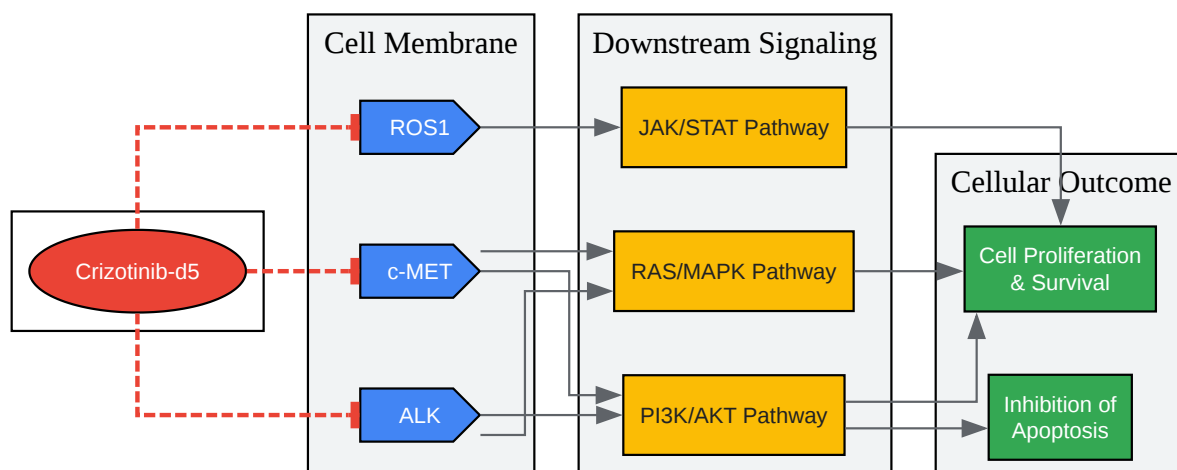 Cell Membrane
Downstream Signaling
ROS1
JAK/STAT Pathway
Cellular Outcome
Crizotinib-d5
c-MET
RAS/MAPK Pathway
Cell Proliferation
& Survival
ALK
PI3K/AKT Pathway
Inhibition of
Apoptosis